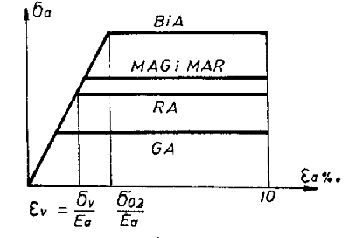 σa
BiA
MAG i MAR
RA
GA
εa‰
10
εv = σv/Ea σ02/Ea